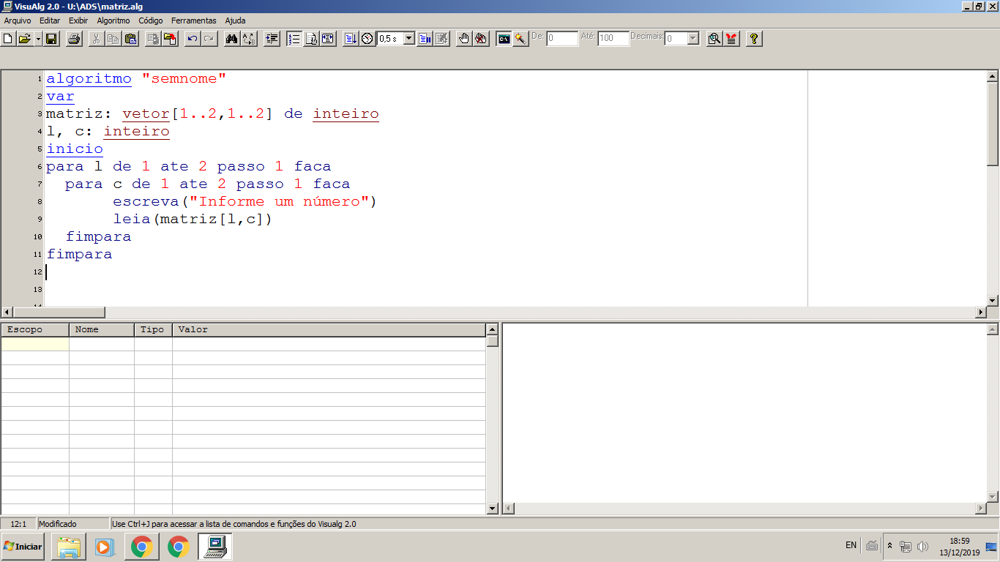 VisuAlg 2.0 - U:\ADS\matriz.alg
Arquivo Editar Exibir Algoritmo Código Ferramentas Ajuda
0,5 s De: 0 Até: 100 Decimais: 0
1 algoritmo "semnome"
2 var
3 matriz: vetor[1..2,1..2] de inteiro
4 l, c: inteiro
5 inicio
6 para l de 1 ate 2 passo 1 faca
7 para c de 1 ate 2 passo 1 faca
8 escreva("Informe um número")
9 leia(matriz[l,c])
10 fimpara
11 fimpara
12
13
14
Escopo Nome Tipo Valor
12:1 Modificado Use Ctrl+J para acessar a lista de comandos e funções do Visualg 2.0
Iniciar EN 18:59
13/12/2019